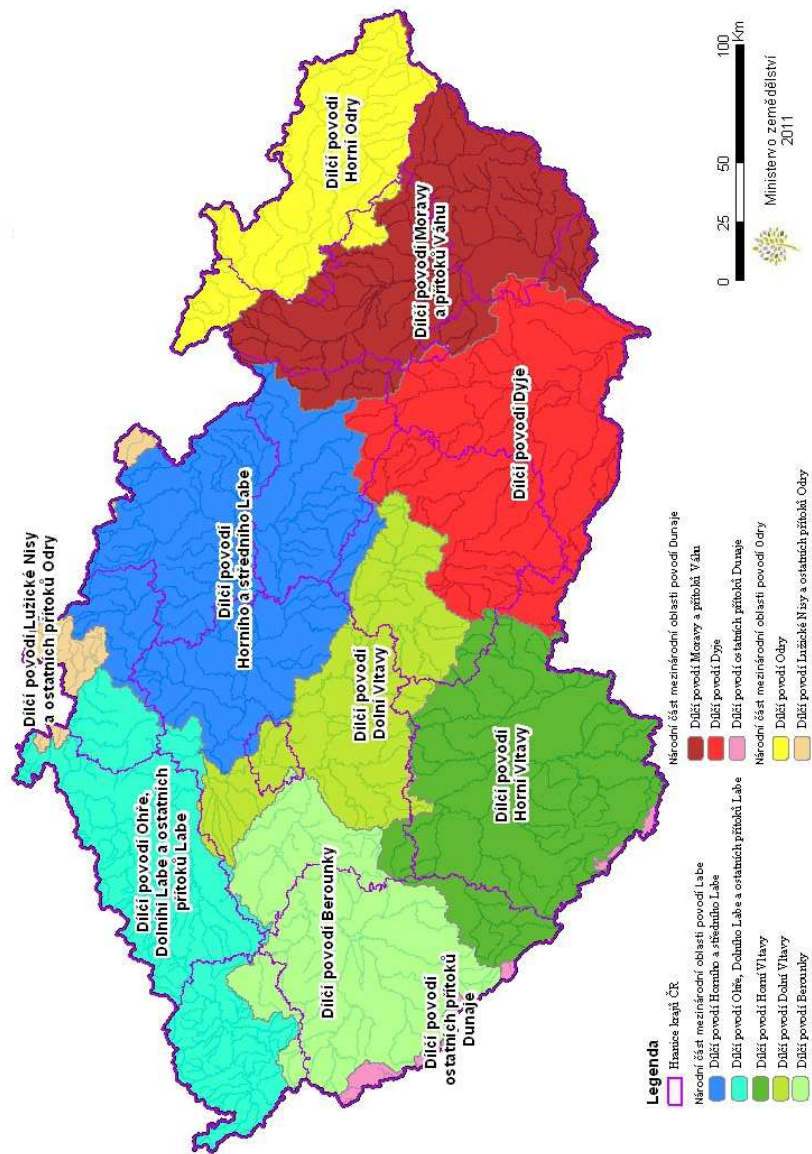 Dílčí povodí Lužické Nisy
a ostatních přítoků Odry
Dílčí povodí Ohře,
Dolnihi Labe a ostatních
přítoků Labe
Dílčí povodí
Horního a středního Labe
Dílčí povodí
Horní Odry
Dílčí povodí Moravy
a přítoků Váhu
Dílčí povodí Berounky
Dílčí povodí
Dolní Vltavy
Dílčí povodí Dyje
Dílčí povodí
Horní Vltavy
Dílčí povodí
ostatních přítoků
Dunaje
Legenda
Hranice krajů ČR
Národní část mezinárodní oblasti povodí Labe
Dílčí povodí Horního a středního Labe
Dílčí povodí Ohře, Dolního Labe a ostatních přítoků Labe
Dílčí povodí Horní Vltavy
Dílčí povodí Dolní Vltavy
Dílčí povodí Berounky
Národní část mezinárodní oblasti povodí Dunaje
Dílčí povodí Moravy a přítoků Váhu
Dílčí povodí Dyje
Dílčí povodí ostatních přítoků Dunaje
Národní část mezinárodní oblasti povodí Odry
Dílčí povodí Odry
Dílčí povodí Lužické Nisy a ostatních přítoků Odry
0 25 50 100
Km
Ministervo zemědělství
2011